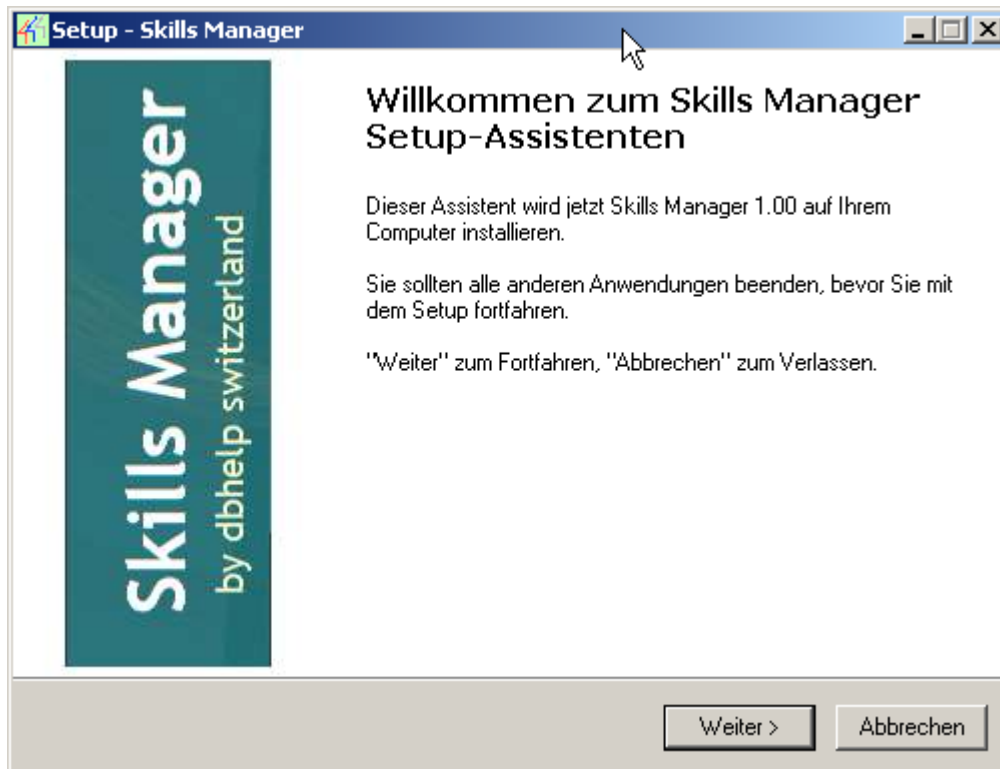 Setup - Skills Manager
Skills Manager
by dbhelp switzerland
Willkommen zum Skills Manager
Setup-Assistenten
Dieser Assistent wird jetzt Skills Manager 1.00 auf Ihrem
Computer installieren.
Sie sollten alle anderen Anwendungen beenden, bevor Sie mit
dem Setup fortfahren.
"Weiter" zum Fortfahren, "Abbrechen" zum Verlassen.
Weiter >
Abbrechen